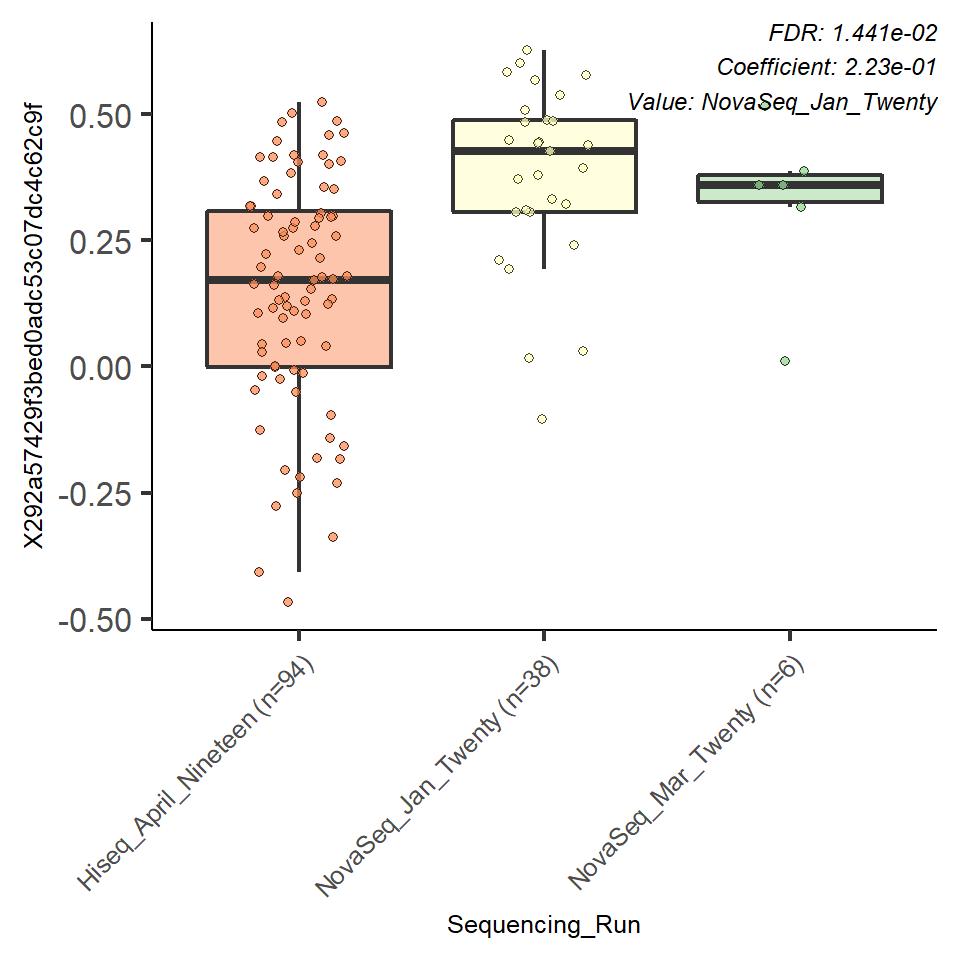 FDR: 1.441e-02
Coefficient: 2.23e-01
Value: NovaSeq_Jan_Twenty
X292a57429f3bed0adc53c07dc4c62c9f
0.50
0.25
0.00
-0.25
-0.50
Hiseq_April_Nineteen (n=94)
NovaSeq_Jan_Twenty (n=38)
NovaSeq_Mar_Twenty (n=6)
Sequencing_Run